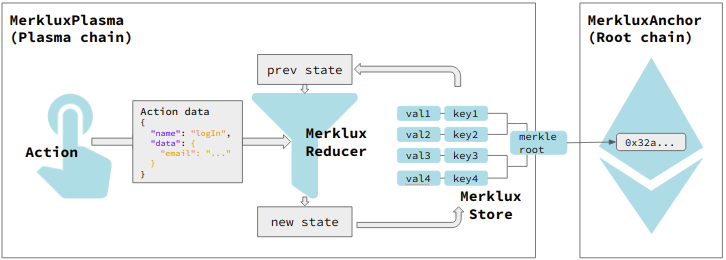 MerkluxPlasma
(Plasma chain)
Action
Action data
{
"name": "logIn",
"data": {
"email": "..."
}
}
prev state
Merklux
Reducer
new state
val1 key1
val2 key2
val3 key3
val4 key4
Merklux
Store
merkle
root
MerkluxAnchor
(Root chain)
0x32a...